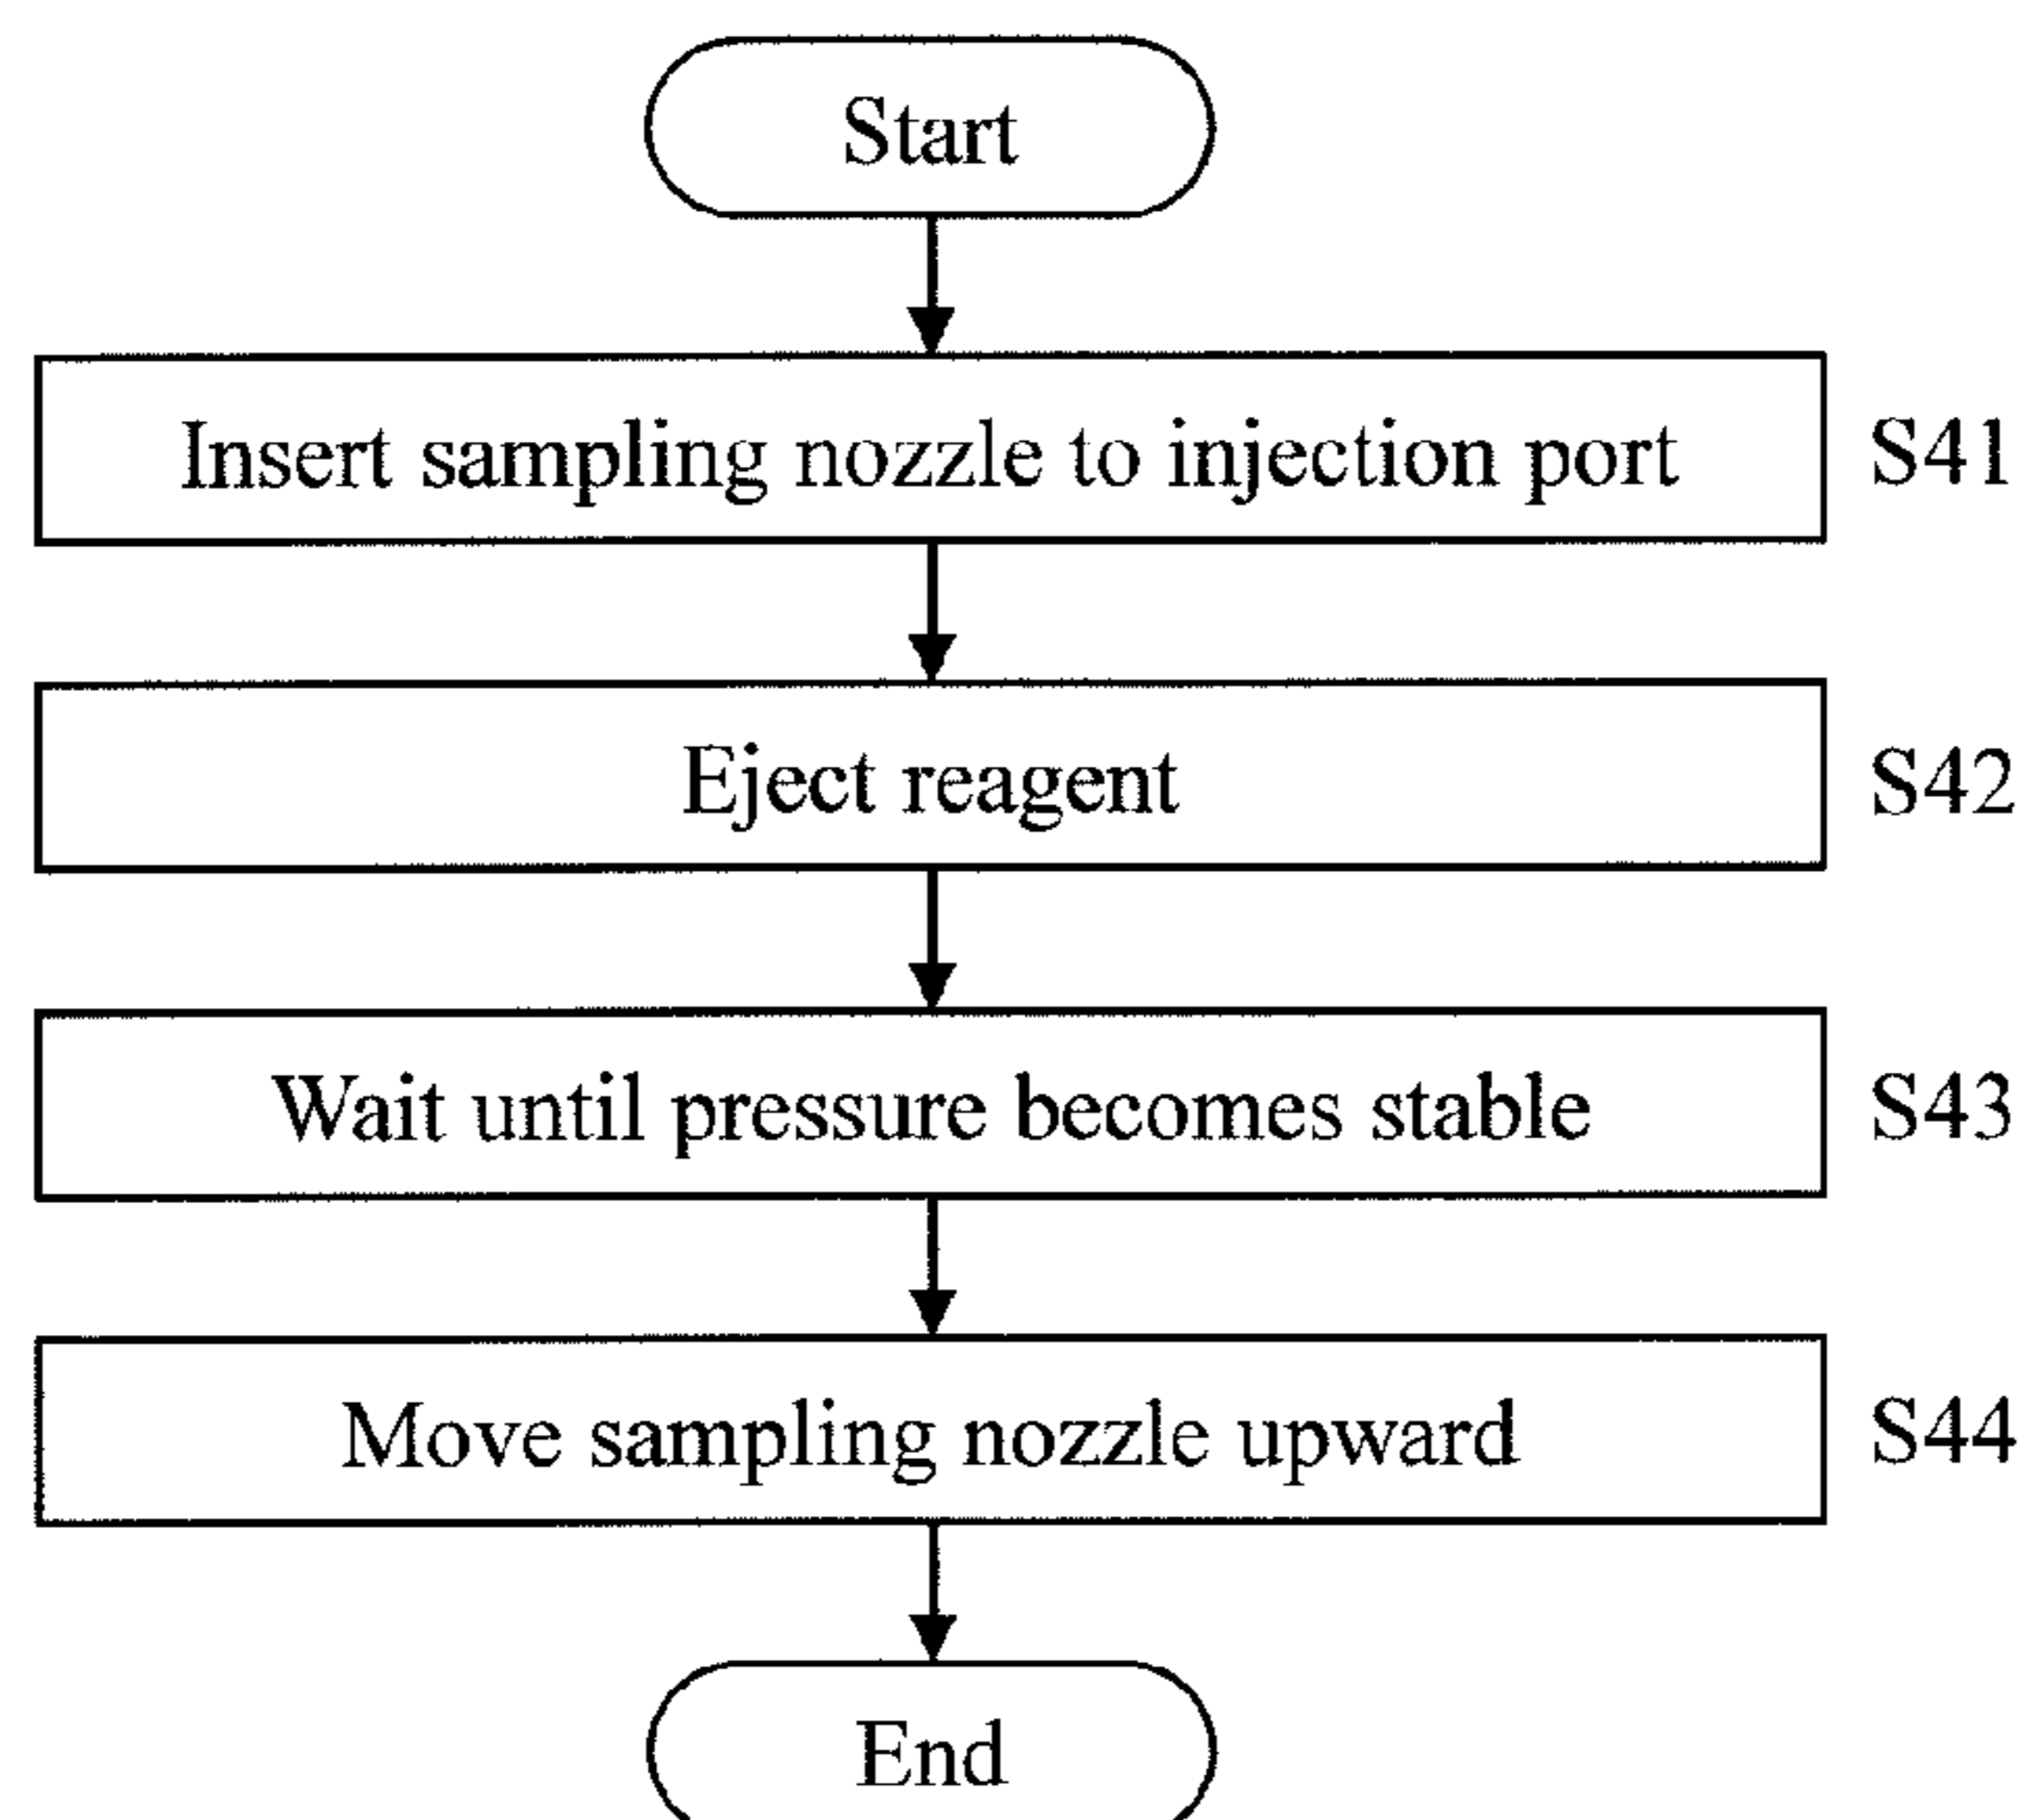 Start
Insert sampling nozzle to injection port S41
Eject reagent S42
Wait until pressure becomes stable S43
Move sampling nozzle upward S44
End